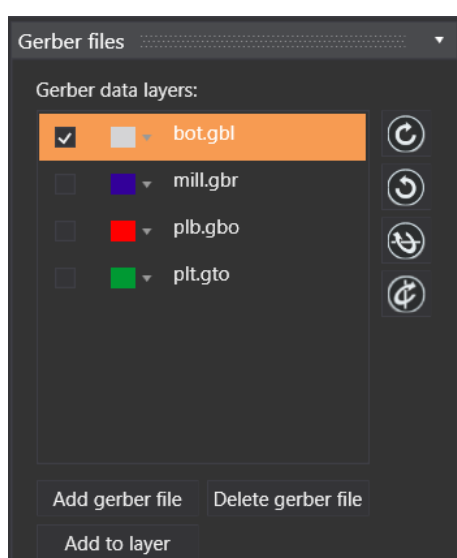 Gerber files
Gerber data layers:
bot.gbl
mill.gbr
plb.gbo
plt.gto
Add gerber file Delete gerber file
Add to layer